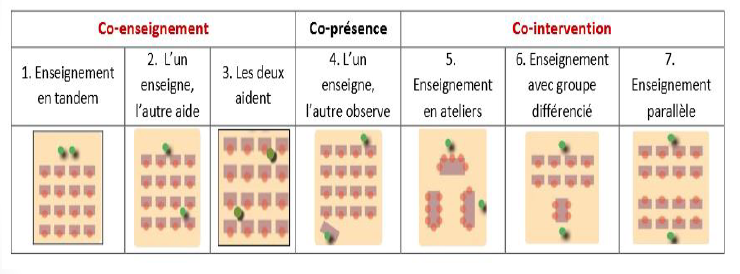 Co-enseignement
Co-présence
Co-intervention
1. Enseignement
en tandem
2. L'un
enseigne,
l'autre aide
3. Les deux
aident
4. L'un
enseigne,
l'autre observe
5.
Enseignement
en ateliers
6. Enseignement
avec groupe
différencié
7.
Enseignement
parallèle